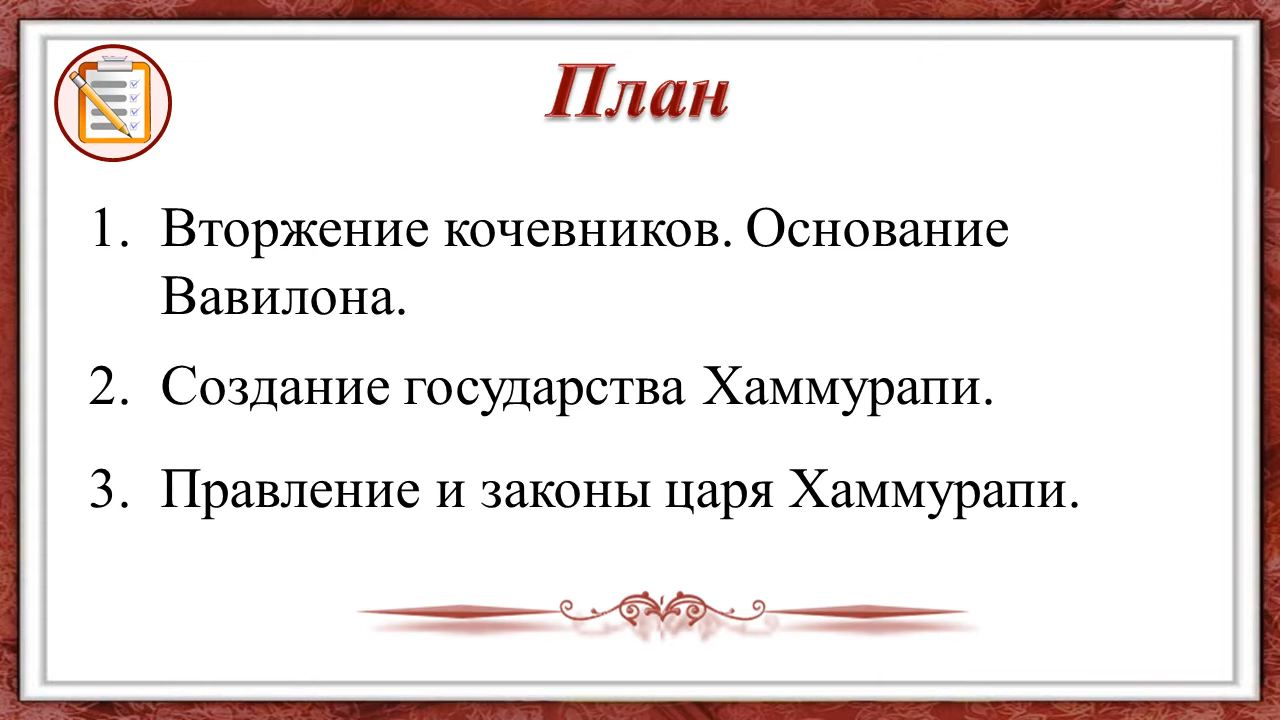 План
1. Вторжение кочевников. Основание
Вавилона.
2. Создание государства Хаммурапи.
3. Правление и законы царя Хаммурапи.